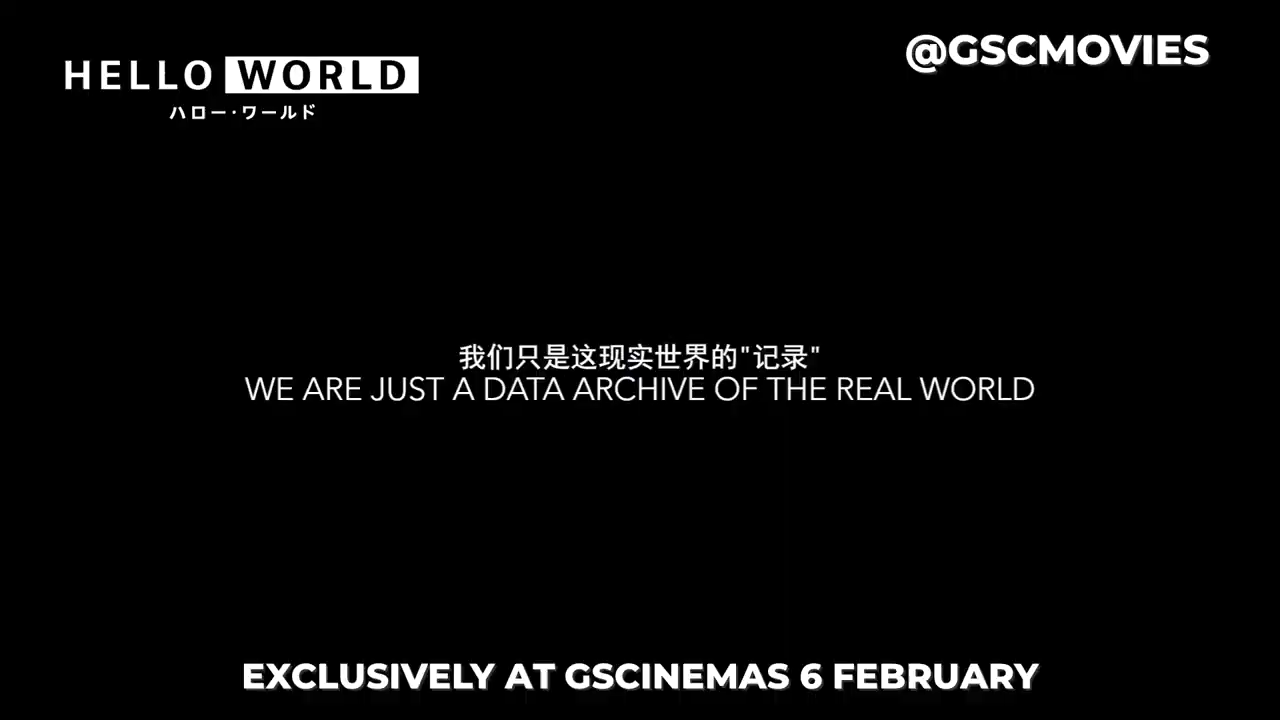 HELLO WORLD
ハロー・ワールド
@GSCMOVIES
我们只是这现实世界的"记录"
WE ARE JUST A DATA ARCHIVE OF THE REAL WORLD
EXCLUSIVELY AT GSCINEMAS 6 FEBRUARY